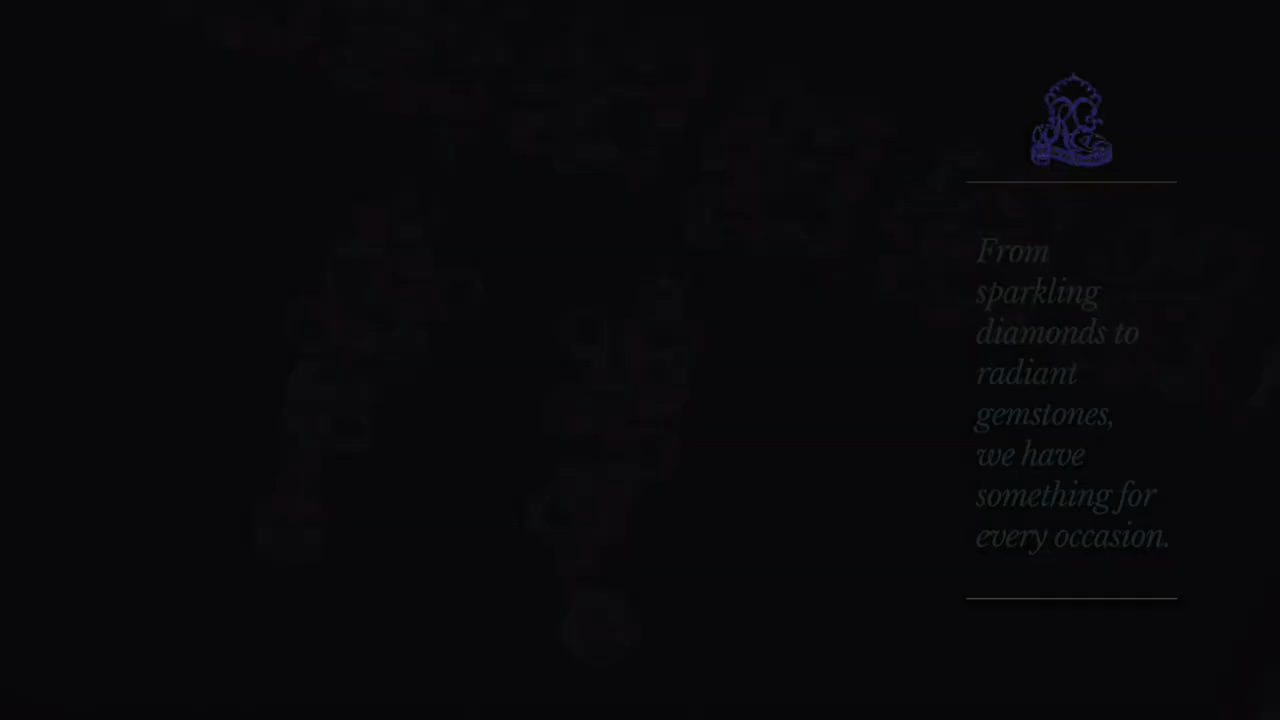 From
sparkling
diamonds to
radiant
gemstones,
we have
something for
every occasion.